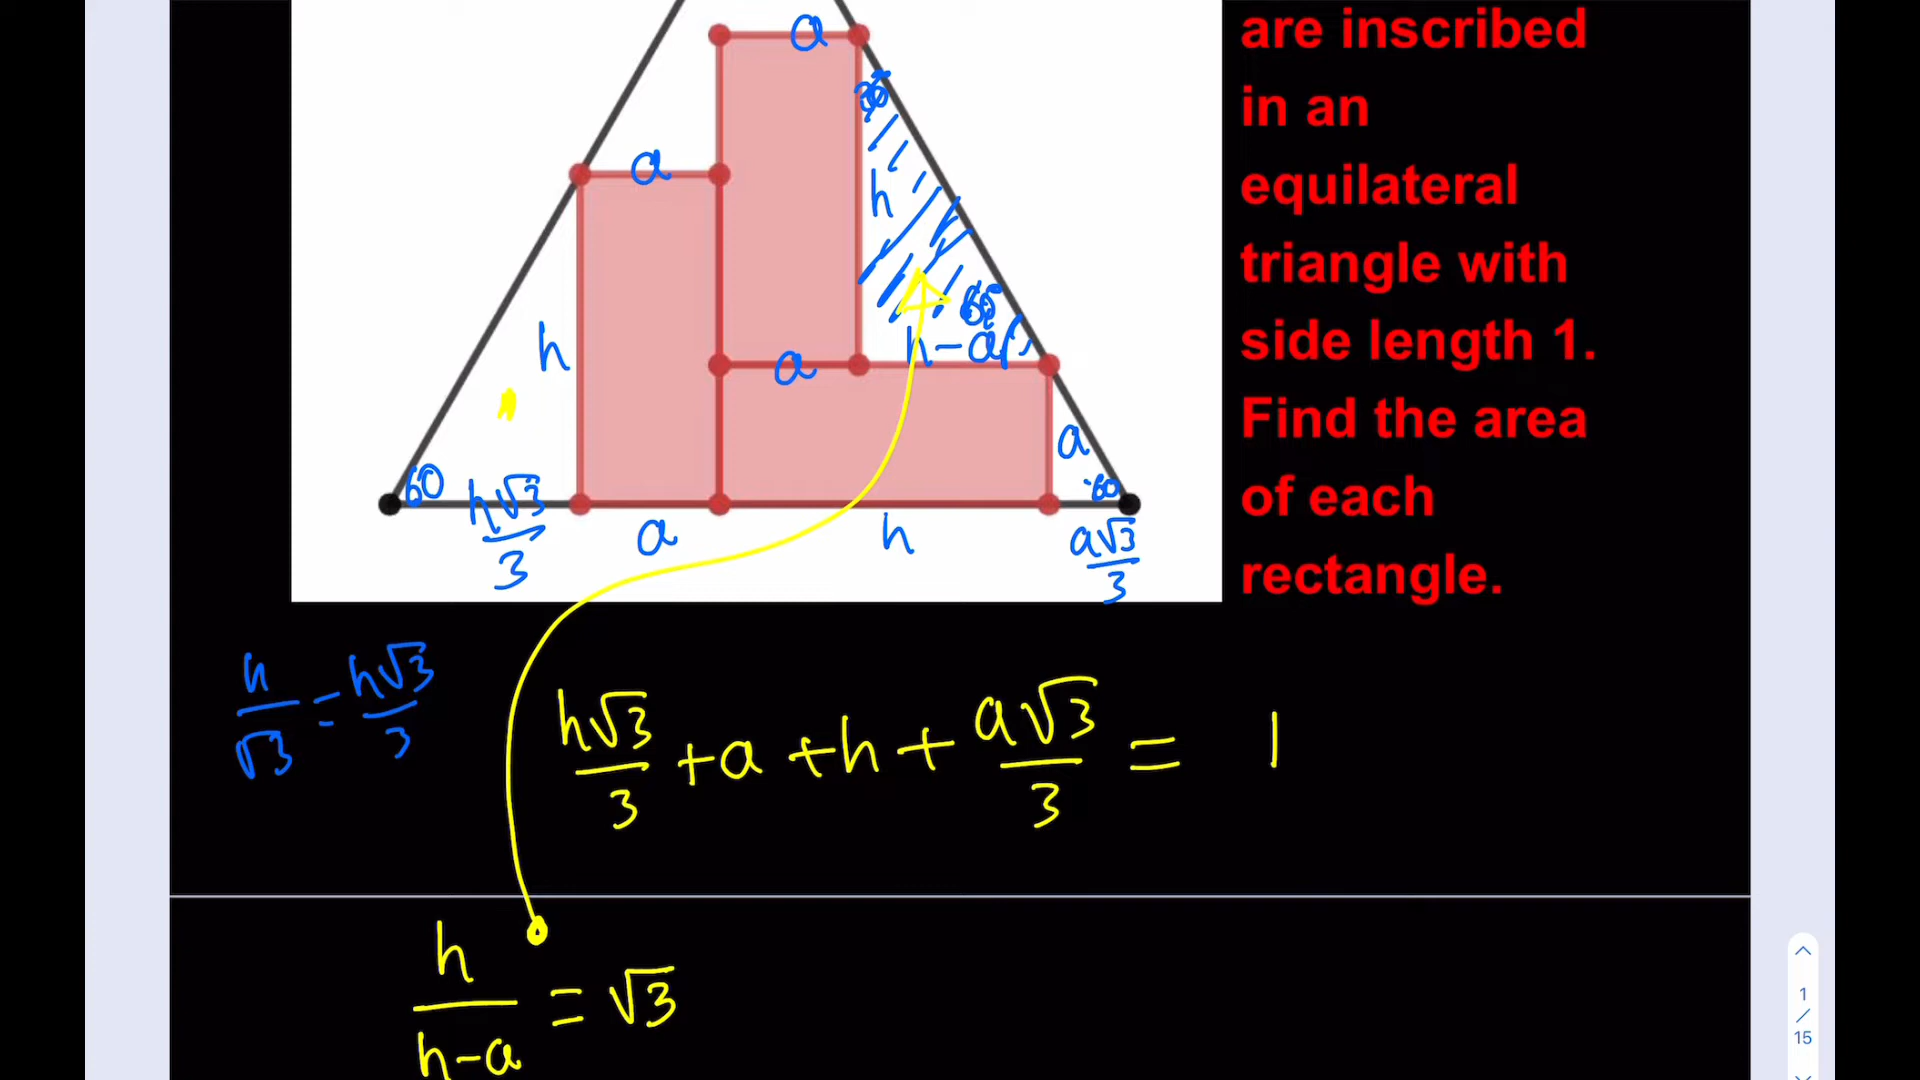 are inscribed
in an
equilateral
triangle with
side length 1.
Find the area
of each
rectangle.
a
a
30°
h
60°
h
h-a
a
a
60
60
h√3/3
a
h
a√3/3
h/√3 = h√3/3
h√3/3 + a + h + a√3/3 = 1
h/h-a = √3
1
/
15